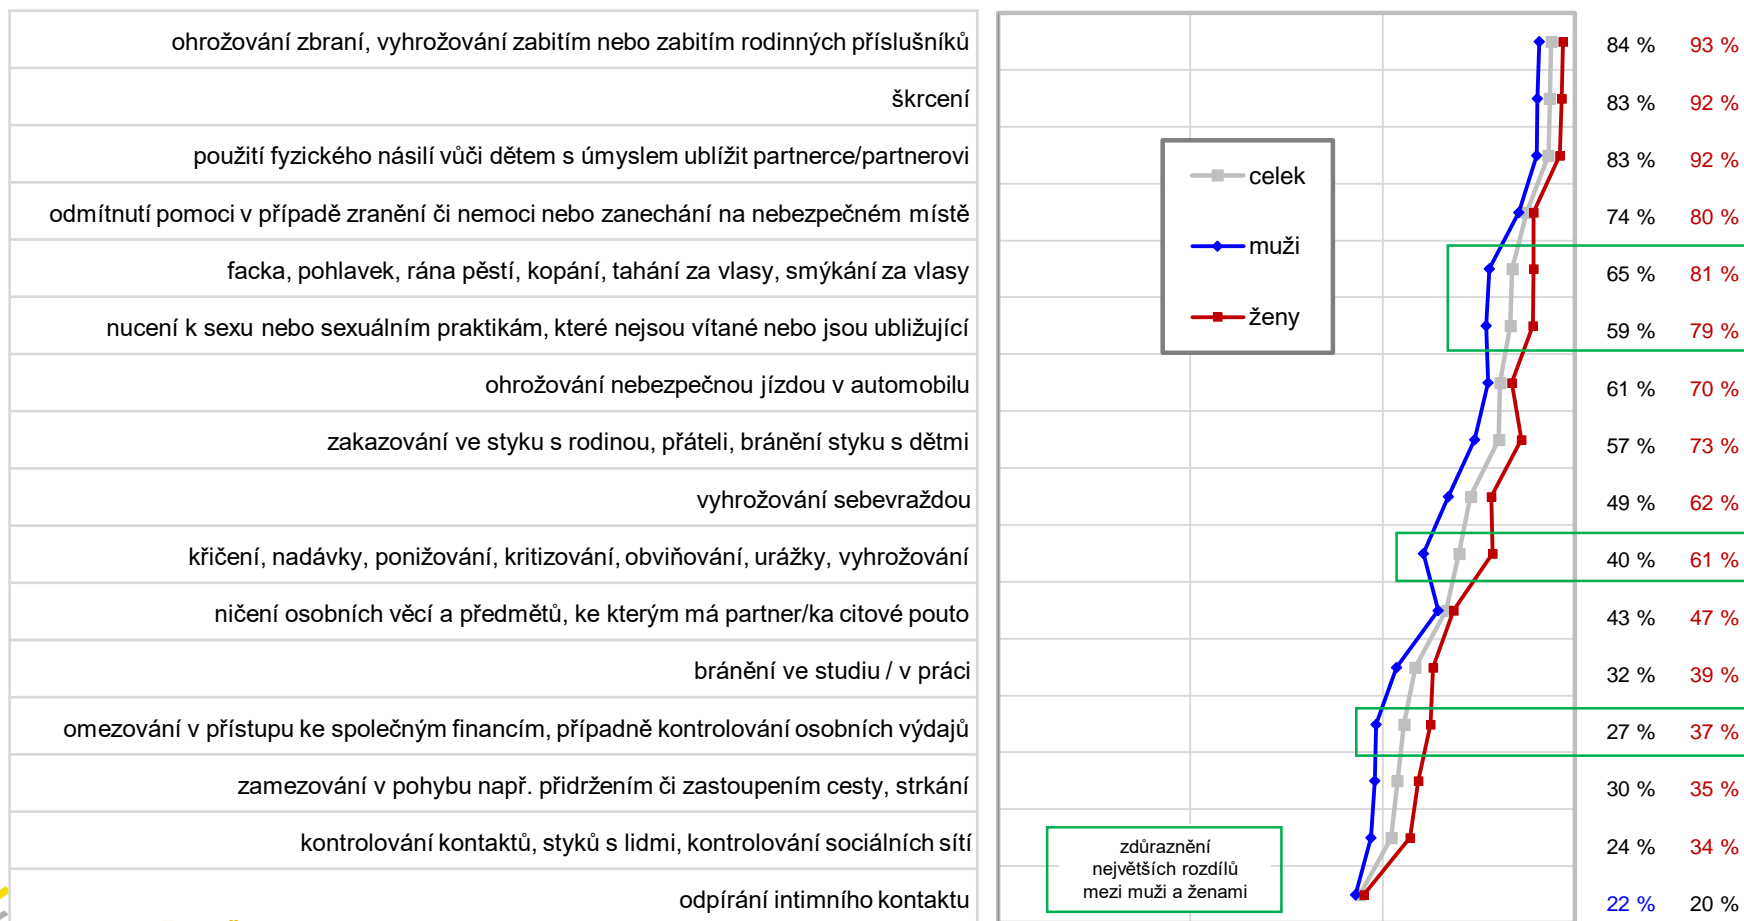 ohrožování zbraní, vyhrožování zabitím nebo zabitím rodinných příslušníků 84 % 93 %
škrcení 83 % 92 %
použití fyzického násilí vůči dětem s úmyslem ublížit partnerce/partnerovi 83 % 92 %
odmítnutí pomoci v případě zranění či nemoci nebo zanechání na nebezpečném místě 74 % 80 %
facka, pohlavek, rána pěstí, kopání, tahání za vlasy, smýkání za vlasy 65 % 81 %
nucení k sexu nebo sexuálním praktikám, které nejsou vítané nebo jsou ubližující 59 % 79 %
ohrožování nebezpečnou jízdou v automobilu 61 % 70 %
zakazování ve styku s rodinou, přáteli, bránění styku s dětmi 57 % 73 %
vyhrožování sebevraždou 49 % 62 %
křičení, nadávky, ponižování, kritizování, obviňování, urážky, vyhrožování 40 % 61 %
ničení osobních věcí a předmětů, ke kterým má partner/ka citové pouto 43 % 47 %
bránění ve studiu / v práci 32 % 39 %
omezování v přístupu ke společným financím, případně kontrolování osobních výdajů 27 % 37 %
zamezování v pohybu např. přidržením či zastoupením cesty, strkání 30 % 35 %
kontrolování kontaktů, styků s lidmi, kontrolování sociálních sítí 24 % 34 %
odpírání intimního kontaktu 22 % 20 %
celek
muži
ženy
zdůraznění
největších rozdílů
mezi muži a ženami